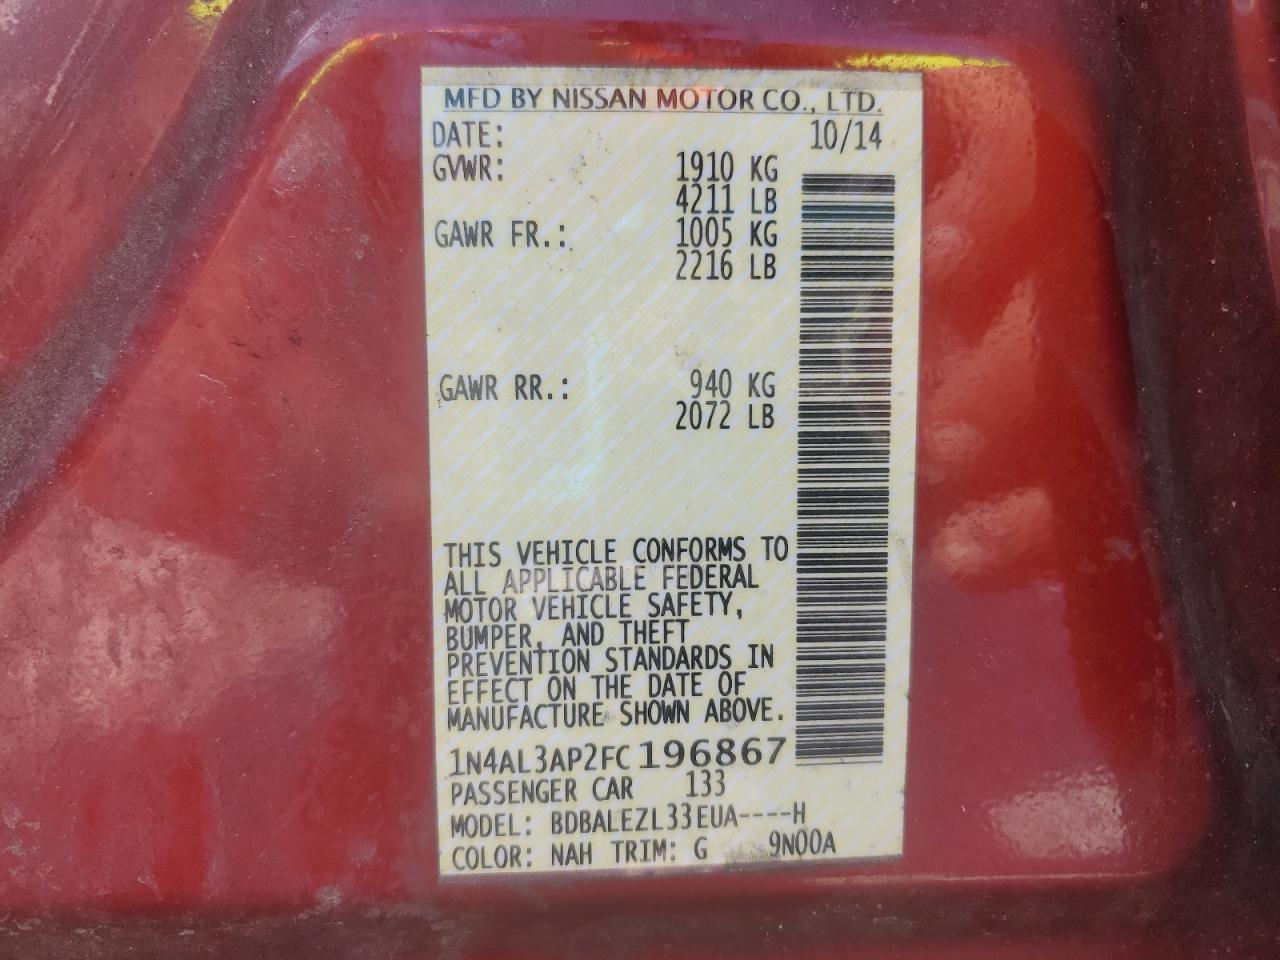 MFD BY NISSAN MOTOR CO., LTD.
DATE: 10/14
GVWR: 1910 KG
4211 LB
GAWR FR.: 1005 KG
2216 LB
GAWR RR.: 940 KG
2072 LB
THIS VEHICLE CONFORMS TO
ALL APPLICABLE FEDERAL
MOTOR VEHICLE SAFETY,
BUMPER, AND THEFT
PREVENTION STANDARDS IN
EFFECT ON THE DATE OF
MANUFACTURE SHOWN ABOVE.
1N4AL3AP2FC196867
PASSENGER CAR 133
MODEL: BDBALEZL33EUA----H
COLOR: NAH TRIM: G 9N00A